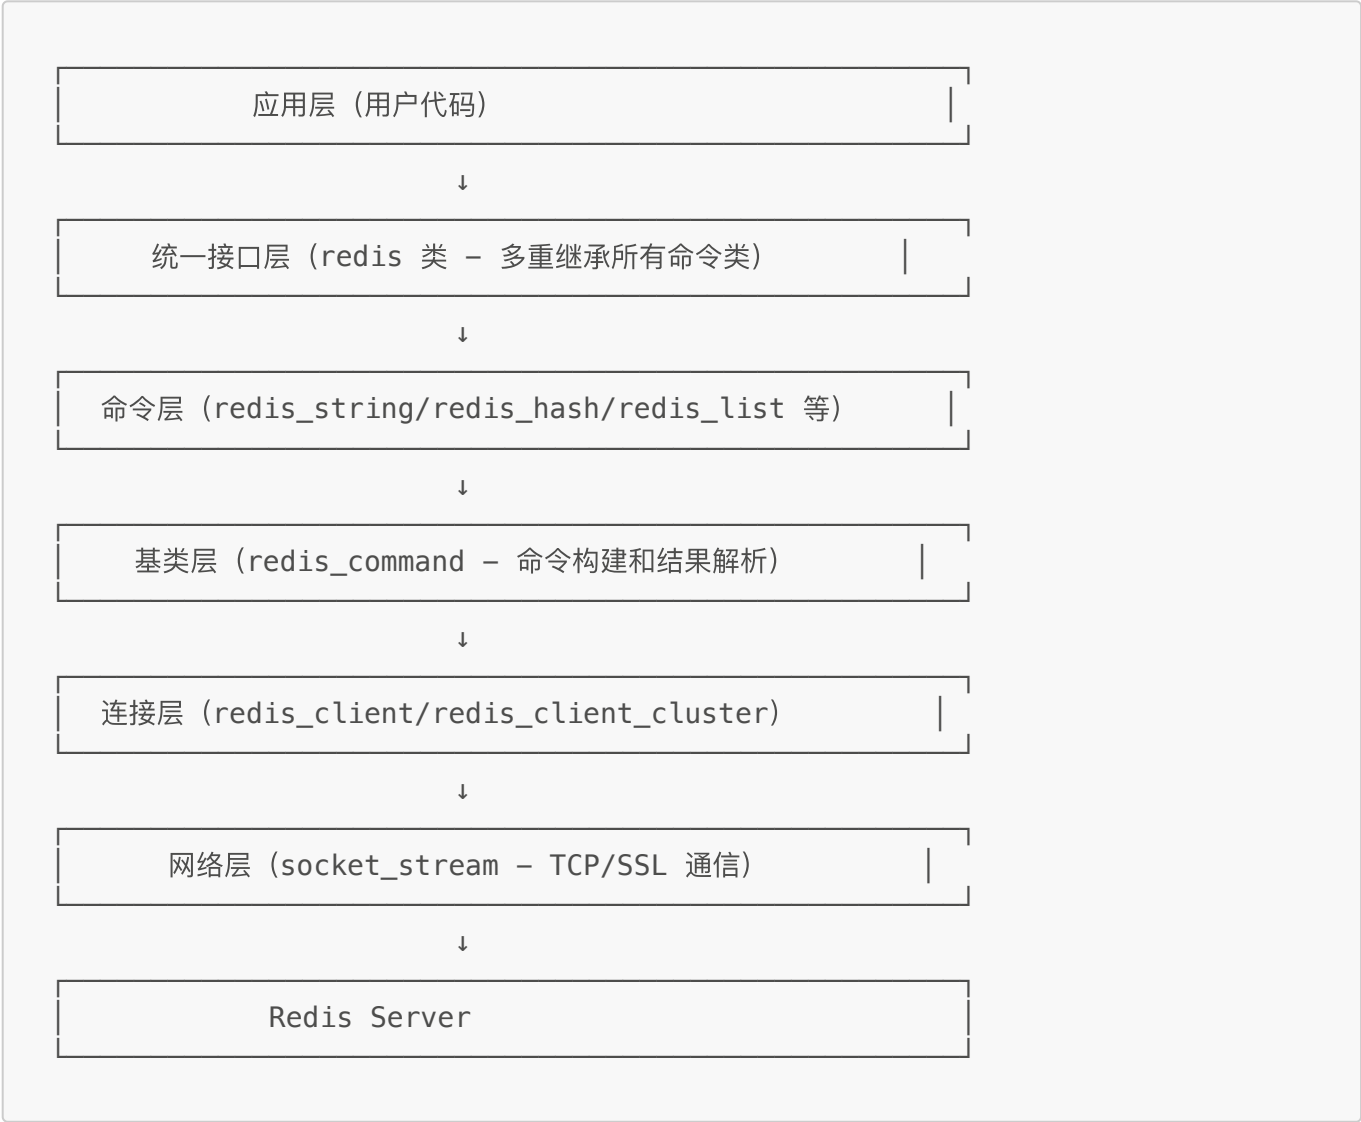 应用层（用户代码）
↓
统一接口层（redis 类 - 多重继承所有命令类）
↓
命令层（redis_string/redis_hash/redis_list 等）
↓
基类层（redis_command - 命令构建和结果解析）
↓
连接层（redis_client/redis_client_cluster）
↓
网络层（socket_stream - TCP/SSL 通信）
↓
Redis Server